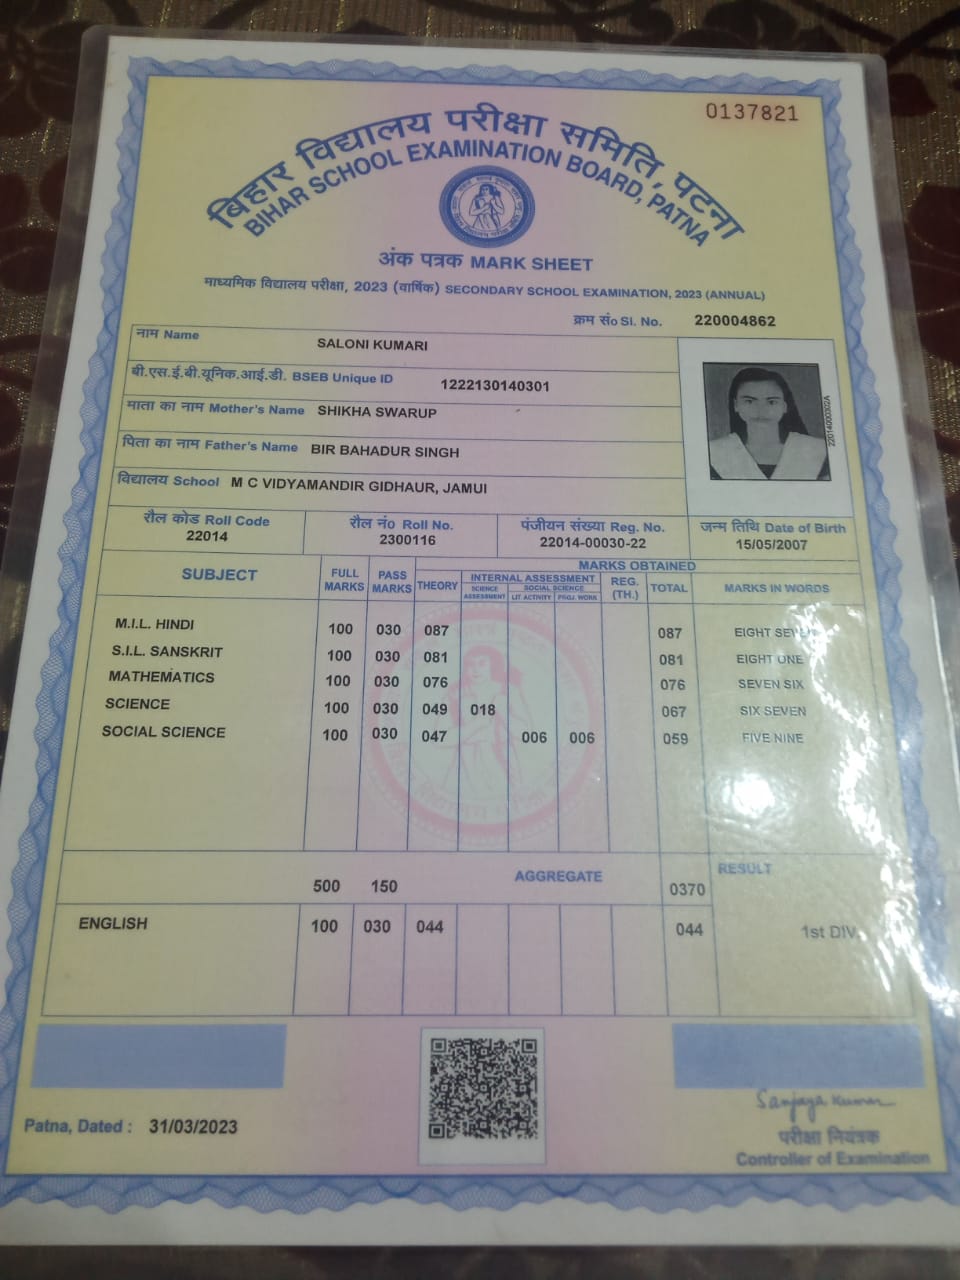 0137821
बिहार विद्यालय परीक्षा समिति, पटना
BIHAR SCHOOL EXAMINATION BOARD, PATNA
अंक पत्रक MARK SHEET
माध्यमिक विद्यालय परीक्षा, 2023 (वार्षिक) SECONDARY SCHOOL EXAMINATION, 2023 (ANNUAL)
क्रम सं० Sl. No. 220004862
नाम Name SALONI KUMARI
बी.एस.ई.बी.यूनिक.आई.डी. BSEB Unique ID 1222130140301
माता का नाम Mother's Name SHIKHA SWARUP
पिता का नाम Father's Name BIR BAHADUR SINGH
विद्यालय School M C VIDYAMANDIR GIDHAUR, JAMUI
रौल कोड Roll Code रौल नं० Roll No. पंजीयन संख्या Reg. No. जन्म तिथि Date of Birth
22014 2300116 22014-00030-22 15/05/2007
MARKS OBTAINED
SUBJECT FULL MARKS PASS MARKS THEORY INTERNAL ASSESSMENT REG. (TH.) TOTAL MARKS IN WORDS
SCIENCE ASSESSMENT SOCIAL SCIENCE
LIT ACTIVITY PROJ. WORK
M.I.L. HINDI 100 030 087 087 EIGHT SEVEN
S.I.L. SANSKRIT 100 030 081 081 EIGHT ONE
MATHEMATICS 100 030 076 076 SEVEN SIX
SCIENCE 100 030 049 018 067 SIX SEVEN
SOCIAL SCIENCE 100 030 047 006 006 059 FIVE NINE
500 150 AGGREGATE 0370 RESULT
ENGLISH 100 030 044 044 1st DIV.
Sanjaya Kumar
Patna, Dated : 31/03/2023
परीक्षा नियंत्रक
Controller of Examination